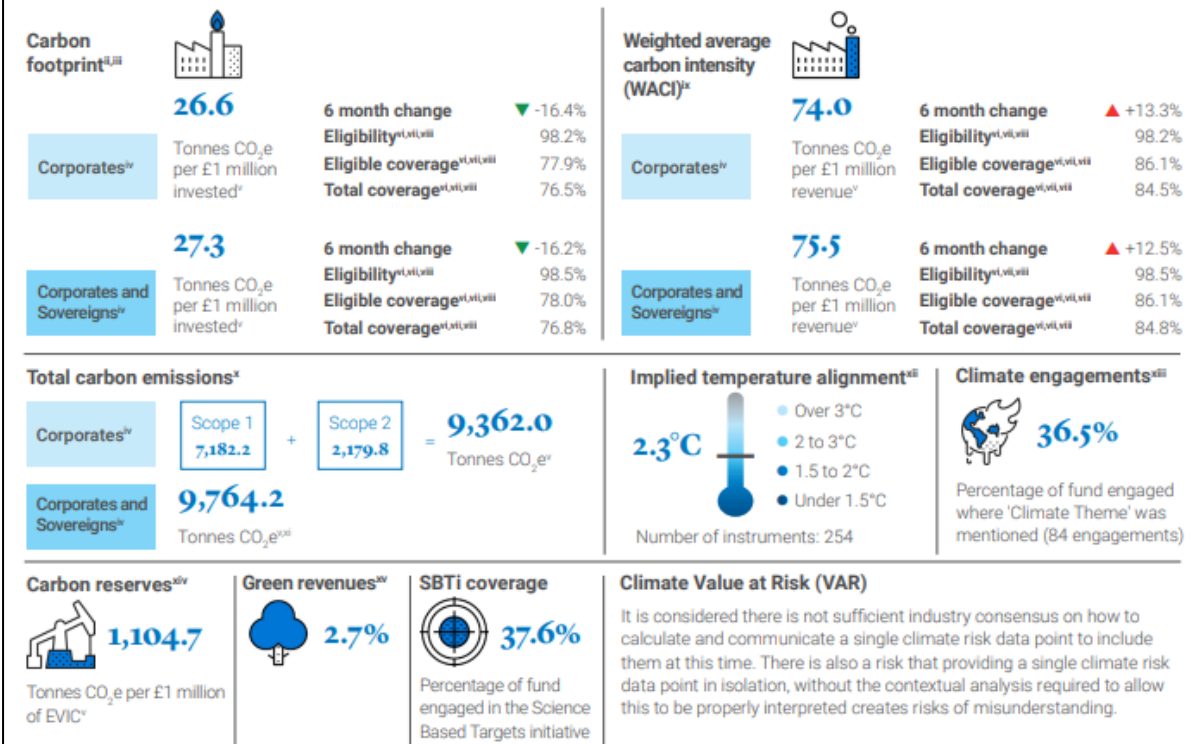 Carbon
footprintⁱⁱ,ⁱⁱⁱ
26.6
Tonnes CO₂e
per £1 million
investedᵛ
Corporatesⁱᵛ
6 month change ▼ -16.4%
Eligibilityᵛⁱ,ᵛⁱⁱ,ᵛⁱⁱⁱ 98.2%
Eligible coverageᵛⁱ,ᵛⁱⁱ,ᵛⁱⁱⁱ 77.9%
Total coverageᵛⁱ,ᵛⁱⁱ,ᵛⁱⁱⁱ 76.5%
27.3
Tonnes CO₂e
per £1 million
investedᵛ
Corporates and
Sovereignsⁱᵛ
6 month change ▼ -16.2%
Eligibilityᵛⁱ,ᵛⁱⁱ,ᵛⁱⁱⁱ 98.5%
Eligible coverageᵛⁱ,ᵛⁱⁱ,ᵛⁱⁱⁱ 78.0%
Total coverageᵛⁱ,ᵛⁱⁱ,ᵛⁱⁱⁱ 76.8%
Weighted average
carbon intensity
(WACI)ⁱˣ
74.0
Tonnes CO₂e
per £1 million
revenueᵛ
Corporatesⁱᵛ
6 month change ▲ +13.3%
Eligibilityᵛⁱ,ᵛⁱⁱ,ᵛⁱⁱⁱ 98.2%
Eligible coverageᵛⁱ,ᵛⁱⁱ,ᵛⁱⁱⁱ 86.1%
Total coverageᵛⁱ,ᵛⁱⁱ,ᵛⁱⁱⁱ 84.5%
75.5
Tonnes CO₂e
per £1 million
revenueᵛ
Corporates and
Sovereignsⁱᵛ
6 month change ▲ +12.5%
Eligibilityᵛⁱ,ᵛⁱⁱ,ᵛⁱⁱⁱ 98.5%
Eligible coverageᵛⁱ,ᵛⁱⁱ,ᵛⁱⁱⁱ 86.1%
Total coverageᵛⁱ,ᵛⁱⁱ,ᵛⁱⁱⁱ 84.8%
Total carbon emissionsˣ
Corporatesⁱᵛ
Scope 1
7,182.2
+
Scope 2
2,179.8
=
9,362.0
Tonnes CO₂eᵛ
Corporates and
Sovereignsⁱᵛ
9,764.2
Tonnes CO₂eᵛ,ˣⁱ
Implied temperature alignmentˣⁱⁱ
2.3°C
Over 3°C
2 to 3°C
1.5 to 2°C
Under 1.5°C
Number of instruments: 254
Climate engagementsˣⁱⁱⁱ
36.5%
Percentage of fund engaged
where 'Climate Theme' was
mentioned (84 engagements)
Carbon reservesˣⁱᵛ
1,104.7
Tonnes CO₂e per £1 million
of EVICᵛ
Green revenuesˣᵛ
2.7%
SBTi coverage
37.6%
Percentage of fund
engaged in the Science
Based Targets initiative
Climate Value at Risk (VAR)
It is considered there is not sufficient industry consensus on how to
calculate and communicate a single climate risk data point to include
them at this time. There is also a risk that providing a single climate risk
data point in isolation, without the contextual analysis required to allow
this to be properly interpreted creates risks of misunderstanding.